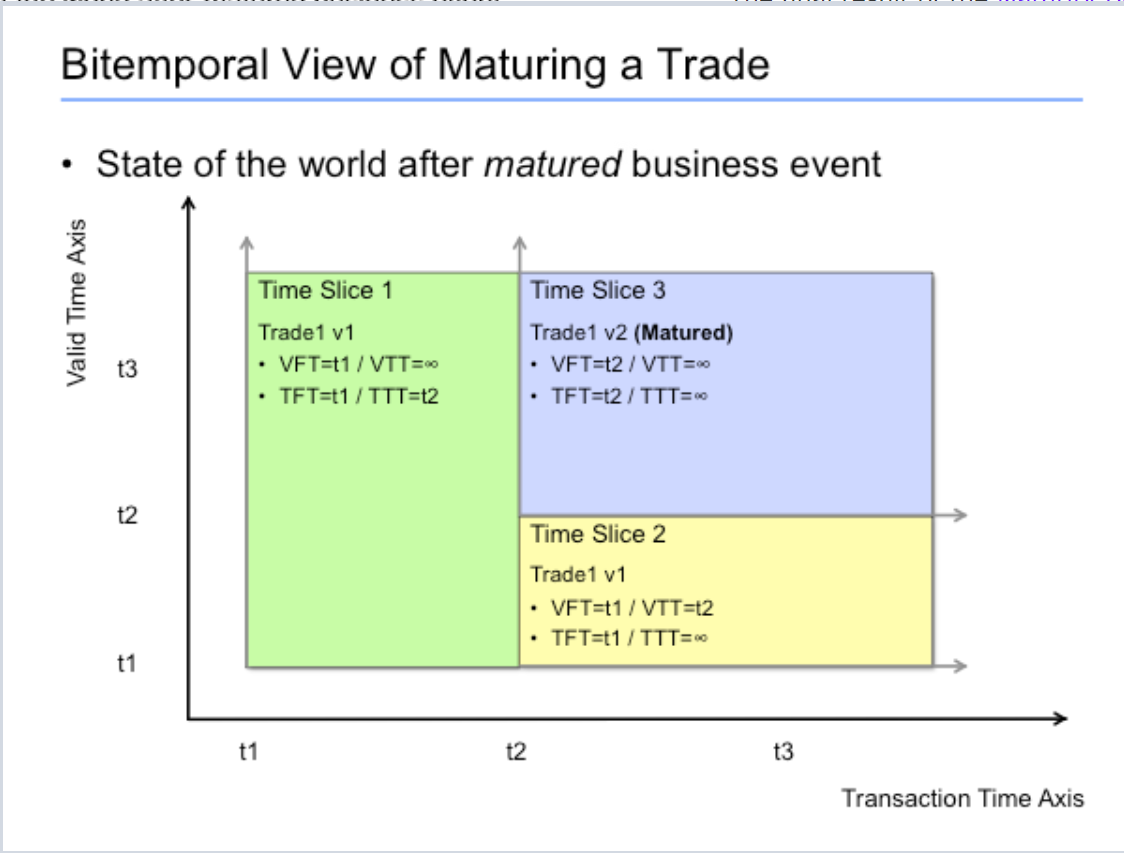 Bitemporal View of Maturing a Trade
• State of the world after matured business event
Valid Time Axis
t3
t2
t1
Time Slice 1
Trade1 v1
• VFT=t1 / VTT=∞
• TFT=t1 / TTT=t2
Time Slice 3
Trade1 v2 (Matured)
• VFT=t2 / VTT=∞
• TFT=t2 / TTT=∞
Time Slice 2
Trade1 v1
• VFT=t1 / VTT=t2
• TFT=t1 / TTT=∞
t1
t2
t3
Transaction Time Axis